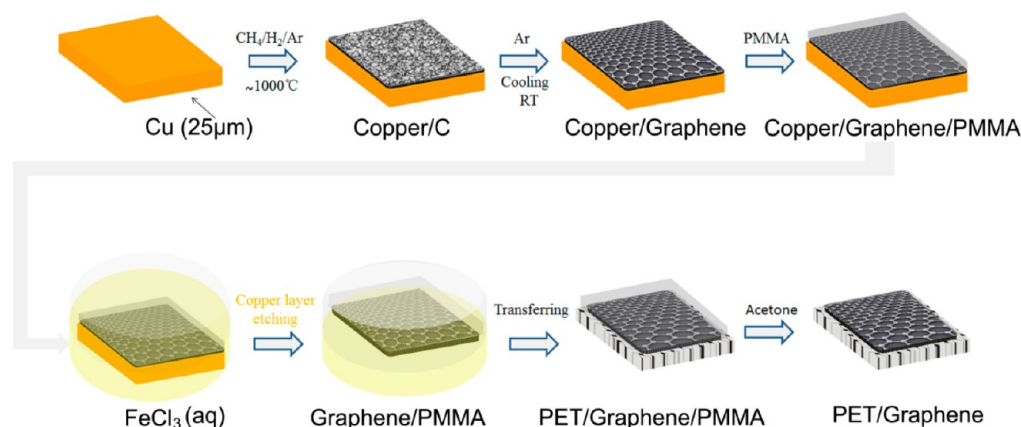 CH₄/H₂/Ar
~1000℃
Ar
Cooling
RT
PMMA
Cu (25μm)
Copper/C
Copper/Graphene
Copper/Graphene/PMMA
Copper layer
etching
Transferring
Acetone
FeCl₃ (aq)
Graphene/PMMA
PET/Graphene/PMMA
PET/Graphene